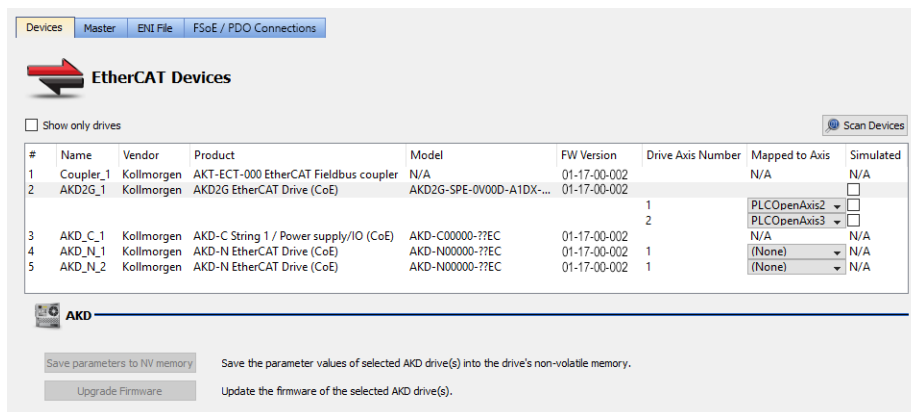 Devices Master ENI File FSoE / PDO Connections
EtherCAT Devices
Show only drives Scan Devices
# Name Vendor Product Model FW Version Drive Axis Number Mapped to Axis Simulated
1 Coupler_1 Kollmorgen AKT-ECT-000 EtherCAT Fieldbus coupler N/A 01-17-00-002 N/A N/A
2 AKD2G_1 Kollmorgen AKD2G EtherCAT Drive (CoE) AKD2G-SPE-0V00D-A1DX-... 01-17-00-002
1 PLCOpenAxis2
2 PLCOpenAxis3
3 AKD_C_1 Kollmorgen AKD-C String 1 / Power supply/IO (CoE) AKD-C00000-??EC 01-17-00-002 N/A N/A
4 AKD_N_1 Kollmorgen AKD-N EtherCAT Drive (CoE) AKD-N00000-??EC 01-17-00-002 1 (None) N/A
5 AKD_N_2 Kollmorgen AKD-N EtherCAT Drive (CoE) AKD-N00000-??EC 01-17-00-002 1 (None) N/A
AKD
Save parameters to NV memory Save the parameter values of selected AKD drive(s) into the drive's non-volatile memory.
Upgrade Firmware Update the firmware of the selected AKD drive(s).